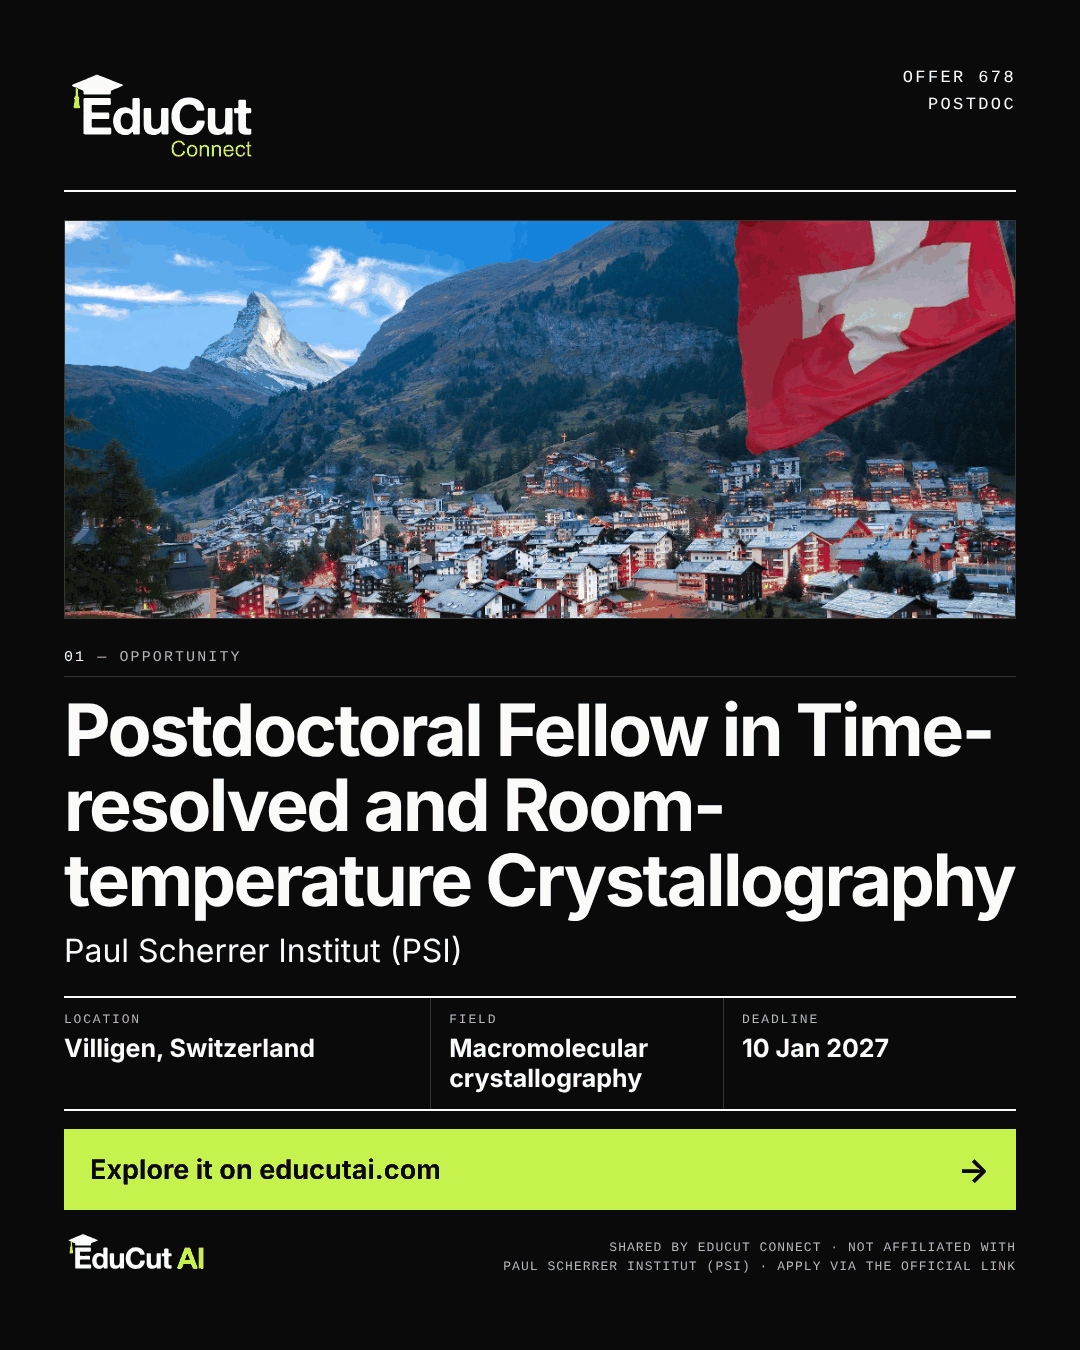 EduCut
Connect
OFFER 678
POSTDOC
01 — OPPORTUNITY
Postdoctoral Fellow in Time-
resolved and Room-
temperature Crystallography
Paul Scherrer Institut (PSI)
LOCATION
Villigen, Switzerland
FIELD
Macromolecular
crystallography
DEADLINE
10 Jan 2027
Explore it on educutai.com →
EduCut AI
SHARED BY EDUCUT CONNECT · NOT AFFILIATED WITH
PAUL SCHERRER INSTITUT (PSI) · APPLY VIA THE OFFICIAL LINK